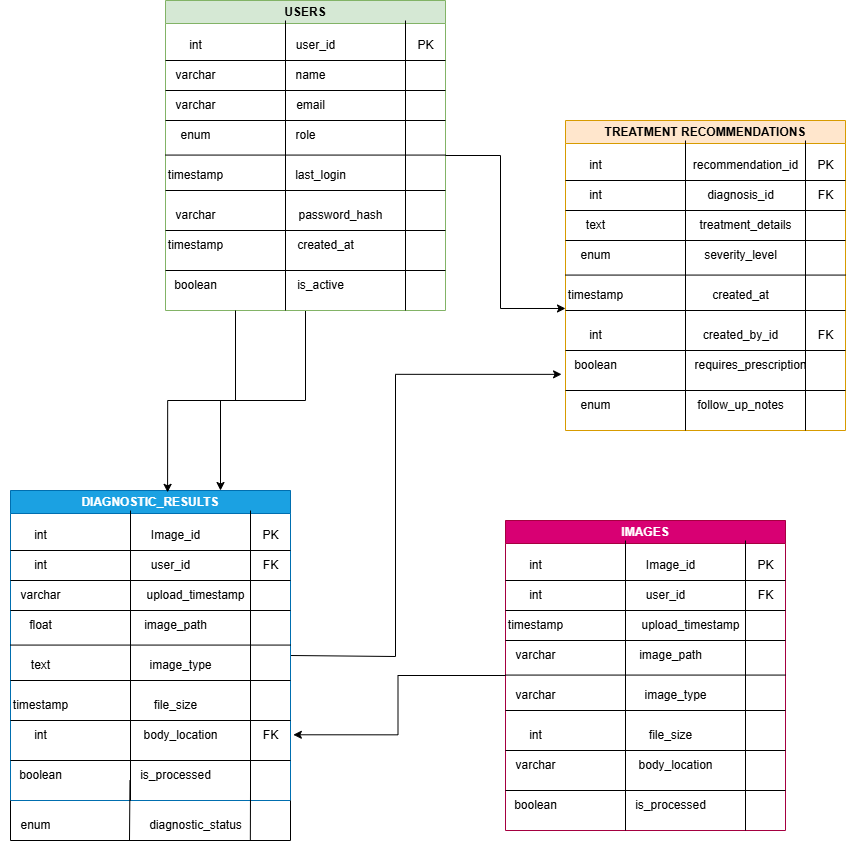 USERS
int user_id PK
varchar name
varchar email
enum role
timestamp last_login
varchar password_hash
timestamp created_at
boolean is_active
TREATMENT RECOMMENDATIONS
int recommendation_id PK
int diagnosis_id FK
text treatment_details
enum severity_level
timestamp created_at
int created_by_id FK
boolean requires_prescription
enum follow_up_notes
DIAGNOSTIC_RESULTS
int Image_id PK
int user_id FK
varchar upload_timestamp
float image_path
text image_type
timestamp file_size
int body_location FK
boolean is_processed
enum diagnostic_status
IMAGES
int Image_id PK
int user_id FK
timestamp upload_timestamp
varchar image_path
varchar image_type
int file_size
varchar body_location
boolean is_processed